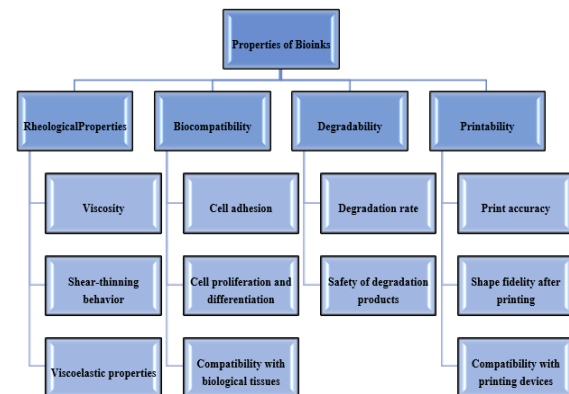 Properties of Bioinks
RheologicalProperties
Biocompatibility
Degradability
Printability
Viscosity
Cell adhesion
Degradation rate
Print accuracy
Shear-thinning
behavior
Cell proliferation and
differentiation
Safety of degradation
products
Shape fidelity after
printing
Viscoelastic properties
Compatibility with
biological tissues
Compatibility with
printing devices